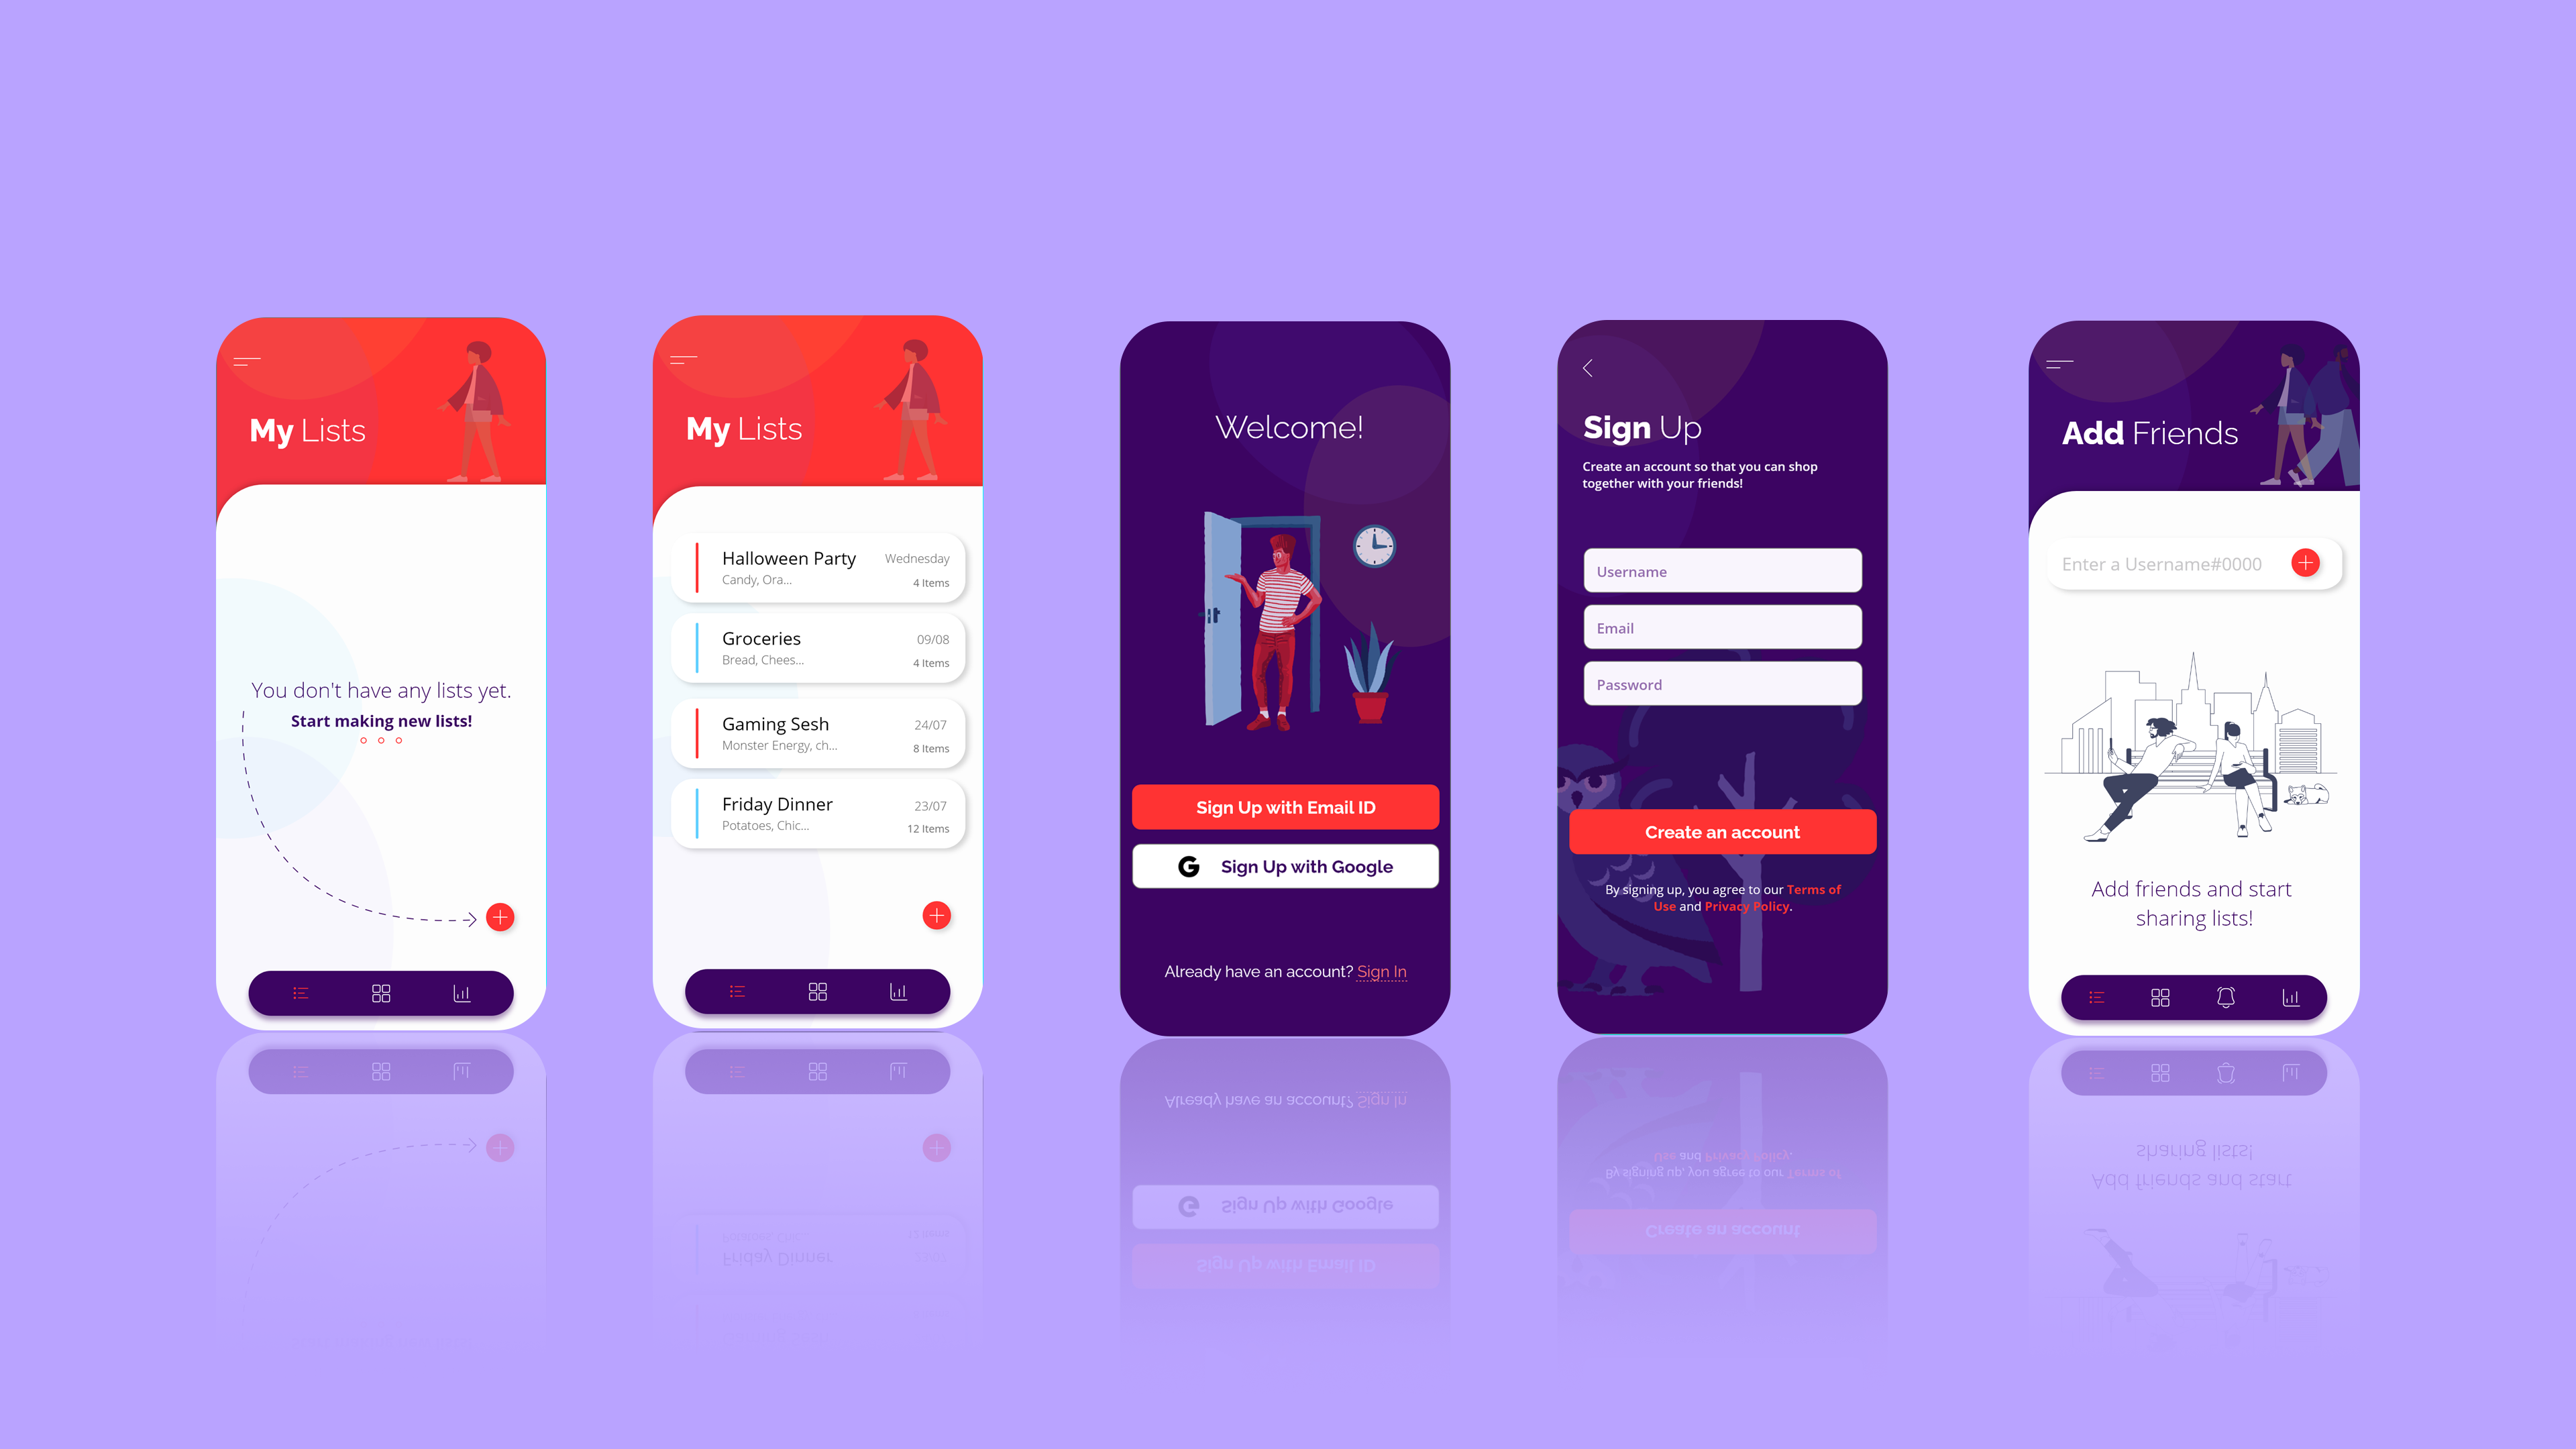 My Lists
You don't have any lists yet.
Start making new lists!
My Lists
Halloween Party
Wednesday
Candy, Ora...
4 Items
Groceries
09/08
Bread, Chees...
4 Items
Gaming Sesh
24/07
Monster Energy, ch...
8 Items
Friday Dinner
23/07
Potatoes, Chic...
12 Items
Welcome!
Sign Up with Email ID
G Sign Up with Google
Already have an account? Sign In
Sign Up
Create an account so that you can shop
together with your friends!
Username
Email
Password
Create an account
By signing up, you agree to our Terms of
Use and Privacy Policy.
Add Friends
Enter a Username#0000
Add friends and start
sharing lists!